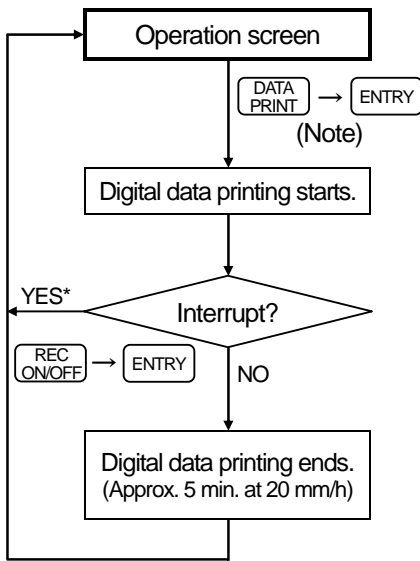 Operation screen
DATA
PRINT
→
ENTRY
(Note)
Digital data printing starts.
YES*
Interrupt?
REC
ON/OFF
→
ENTRY
NO
Digital data printing ends.
(Approx. 5 min. at 20 mm/h)